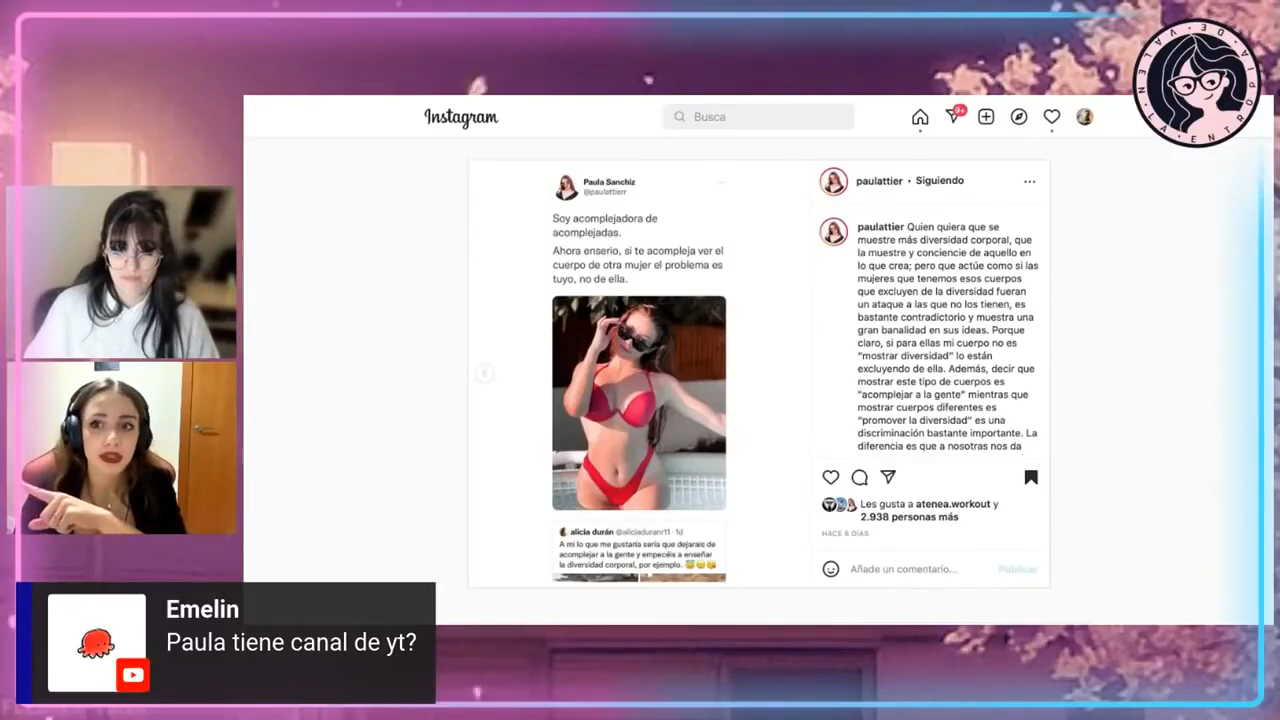 LA ENTROPIA DE VALEN
Instagram
Busca
9+
Paula Sanchiz
@paulattierr
Soy acomplejadora de
acomplejadas.
Ahora enserio, si te acompleja ver el
cuerpo de otra mujer el problema es
tuyo, no de ella.
alicia durán @aliciaduranr11 · 1d
A mi lo que me gustaría sería que dejarais de
acomplejar a la gente y empecéis a enseñar
la diversidad corporal, por ejemplo.
paulattier • Siguiendo
paulattier Quien quiera que se
muestre más diversidad corporal, que
la muestre y conciencie de aquello en
lo que crea; pero que actúe como si las
mujeres que tenemos esos cuerpos
que excluyen de la diversidad fueran
un ataque a las que no los tienen, es
bastante contradictorio y muestra una
gran banalidad en sus ideas. Porque
claro, si para ellas mi cuerpo no es
"mostrar diversidad" lo están
excluyendo de ella. Además, decir que
mostrar este tipo de cuerpos es
"acomplejar a la gente" mientras que
mostrar cuerpos diferentes es
"promover la diversidad" es una
discriminación bastante importante. La
diferencia es que a nosotras nos da
Les gusta a atenea.workout y
2.938 personas más
HACE 6 DÍAS
Añade un comentario...
Publicar
Emelin
Paula tiene canal de yt?